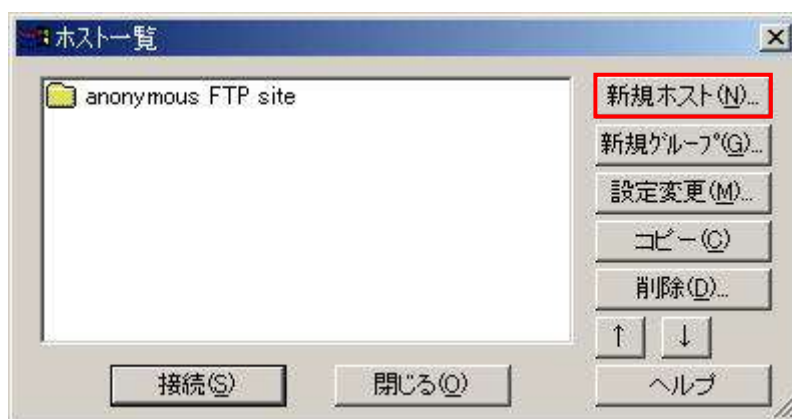 ホスト一覧
anonymous FTP site
新規ホスト(N)...
新規ｸﾞﾙｰﾌﾟ(G)...
設定変更(M)...
コピー(C)
削除(D)...
↑ ↓
接続(S) 閉じる(O) ヘルプ